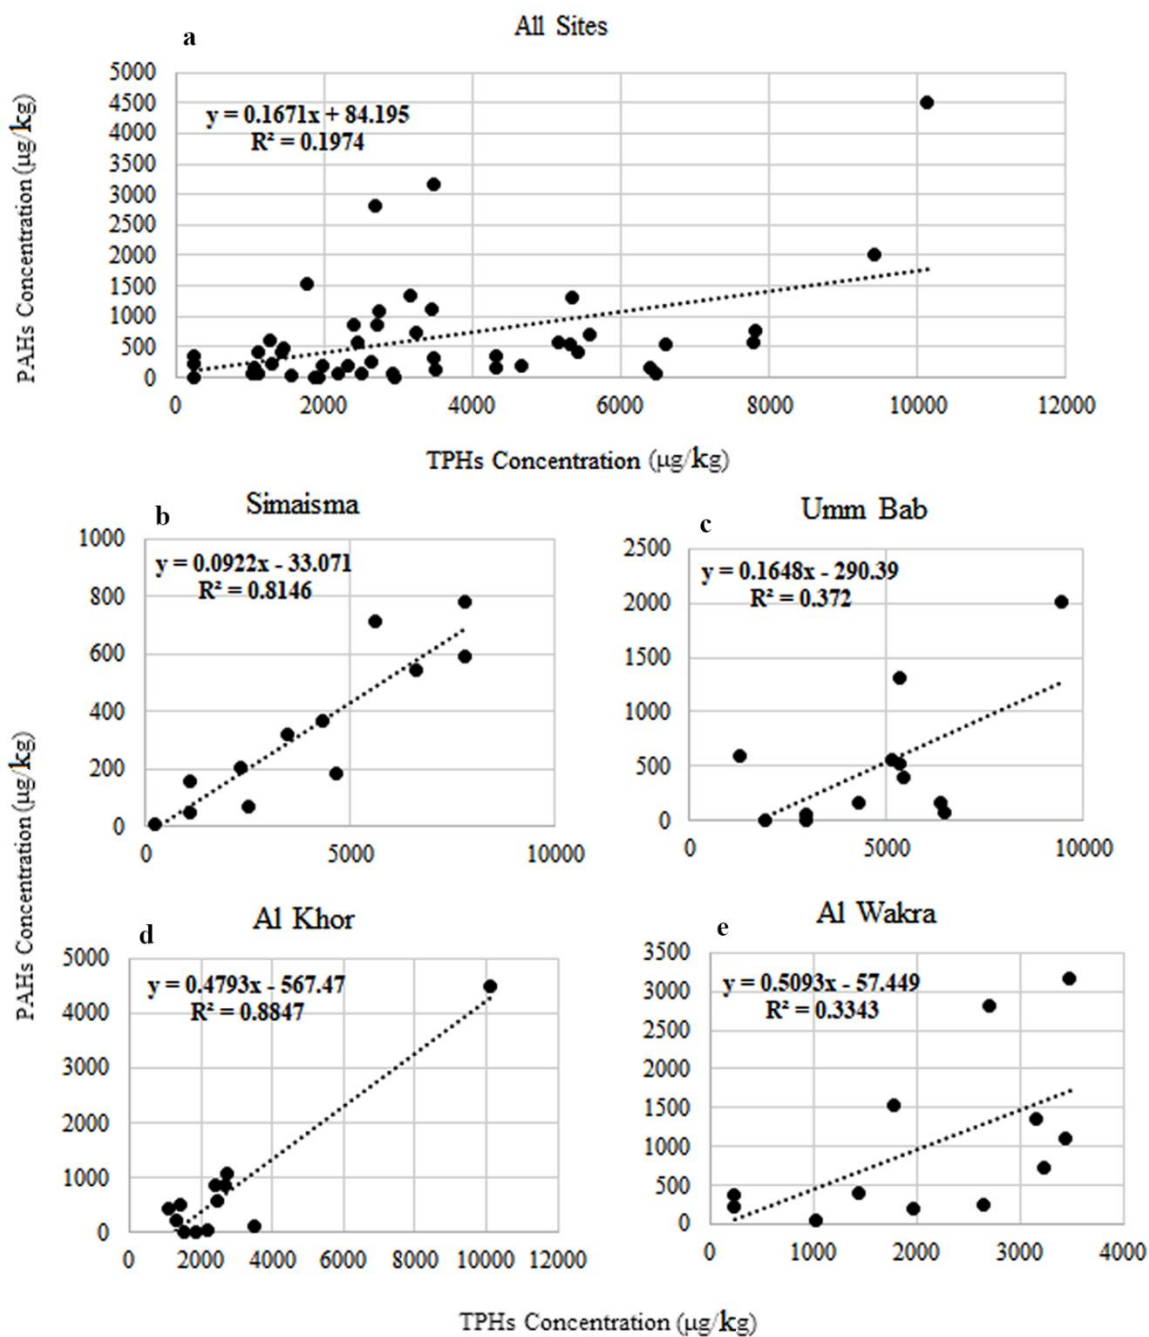 a
All Sites
5000
4500
4000
3500
3000
2500
2000
1500
1000
500
0
y = 0.1671x + 84.195
R² = 0.1974
0 2000 4000 6000 8000 10000 12000
PAHs Concentration (µg/kg)
TPHs Concentration (µg/kg)
b
Simaisma
1000
800
600
400
200
0
y = 0.0922x - 33.071
R² = 0.8146
0 5000 10000
c
Umm Bab
2500
2000
1500
1000
500
0
y = 0.1648x - 290.39
R² = 0.372
0 5000 10000
PAHs Concentration (µg/kg)
d
Al Khor
5000
4000
3000
2000
1000
0
y = 0.4793x - 567.47
R² = 0.8847
0 2000 4000 6000 8000 10000 12000
e
Al Wakra
3500
3000
2500
2000
1500
1000
500
0
y = 0.5093x - 57.449
R² = 0.3343
0 1000 2000 3000 4000
TPHs Concentration (µg/kg)